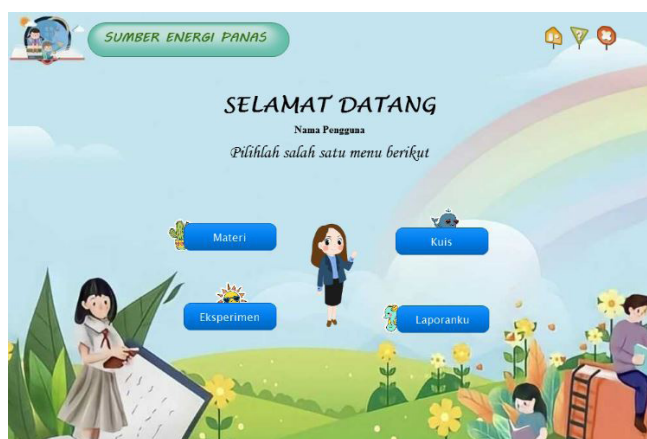 SUMBER ENERGI PANAS
SELAMAT DATANG
Nama Pengguna
Pilihlah salah satu menu berikut
Materi
Kuis
Eksperimen
Laporanku
?